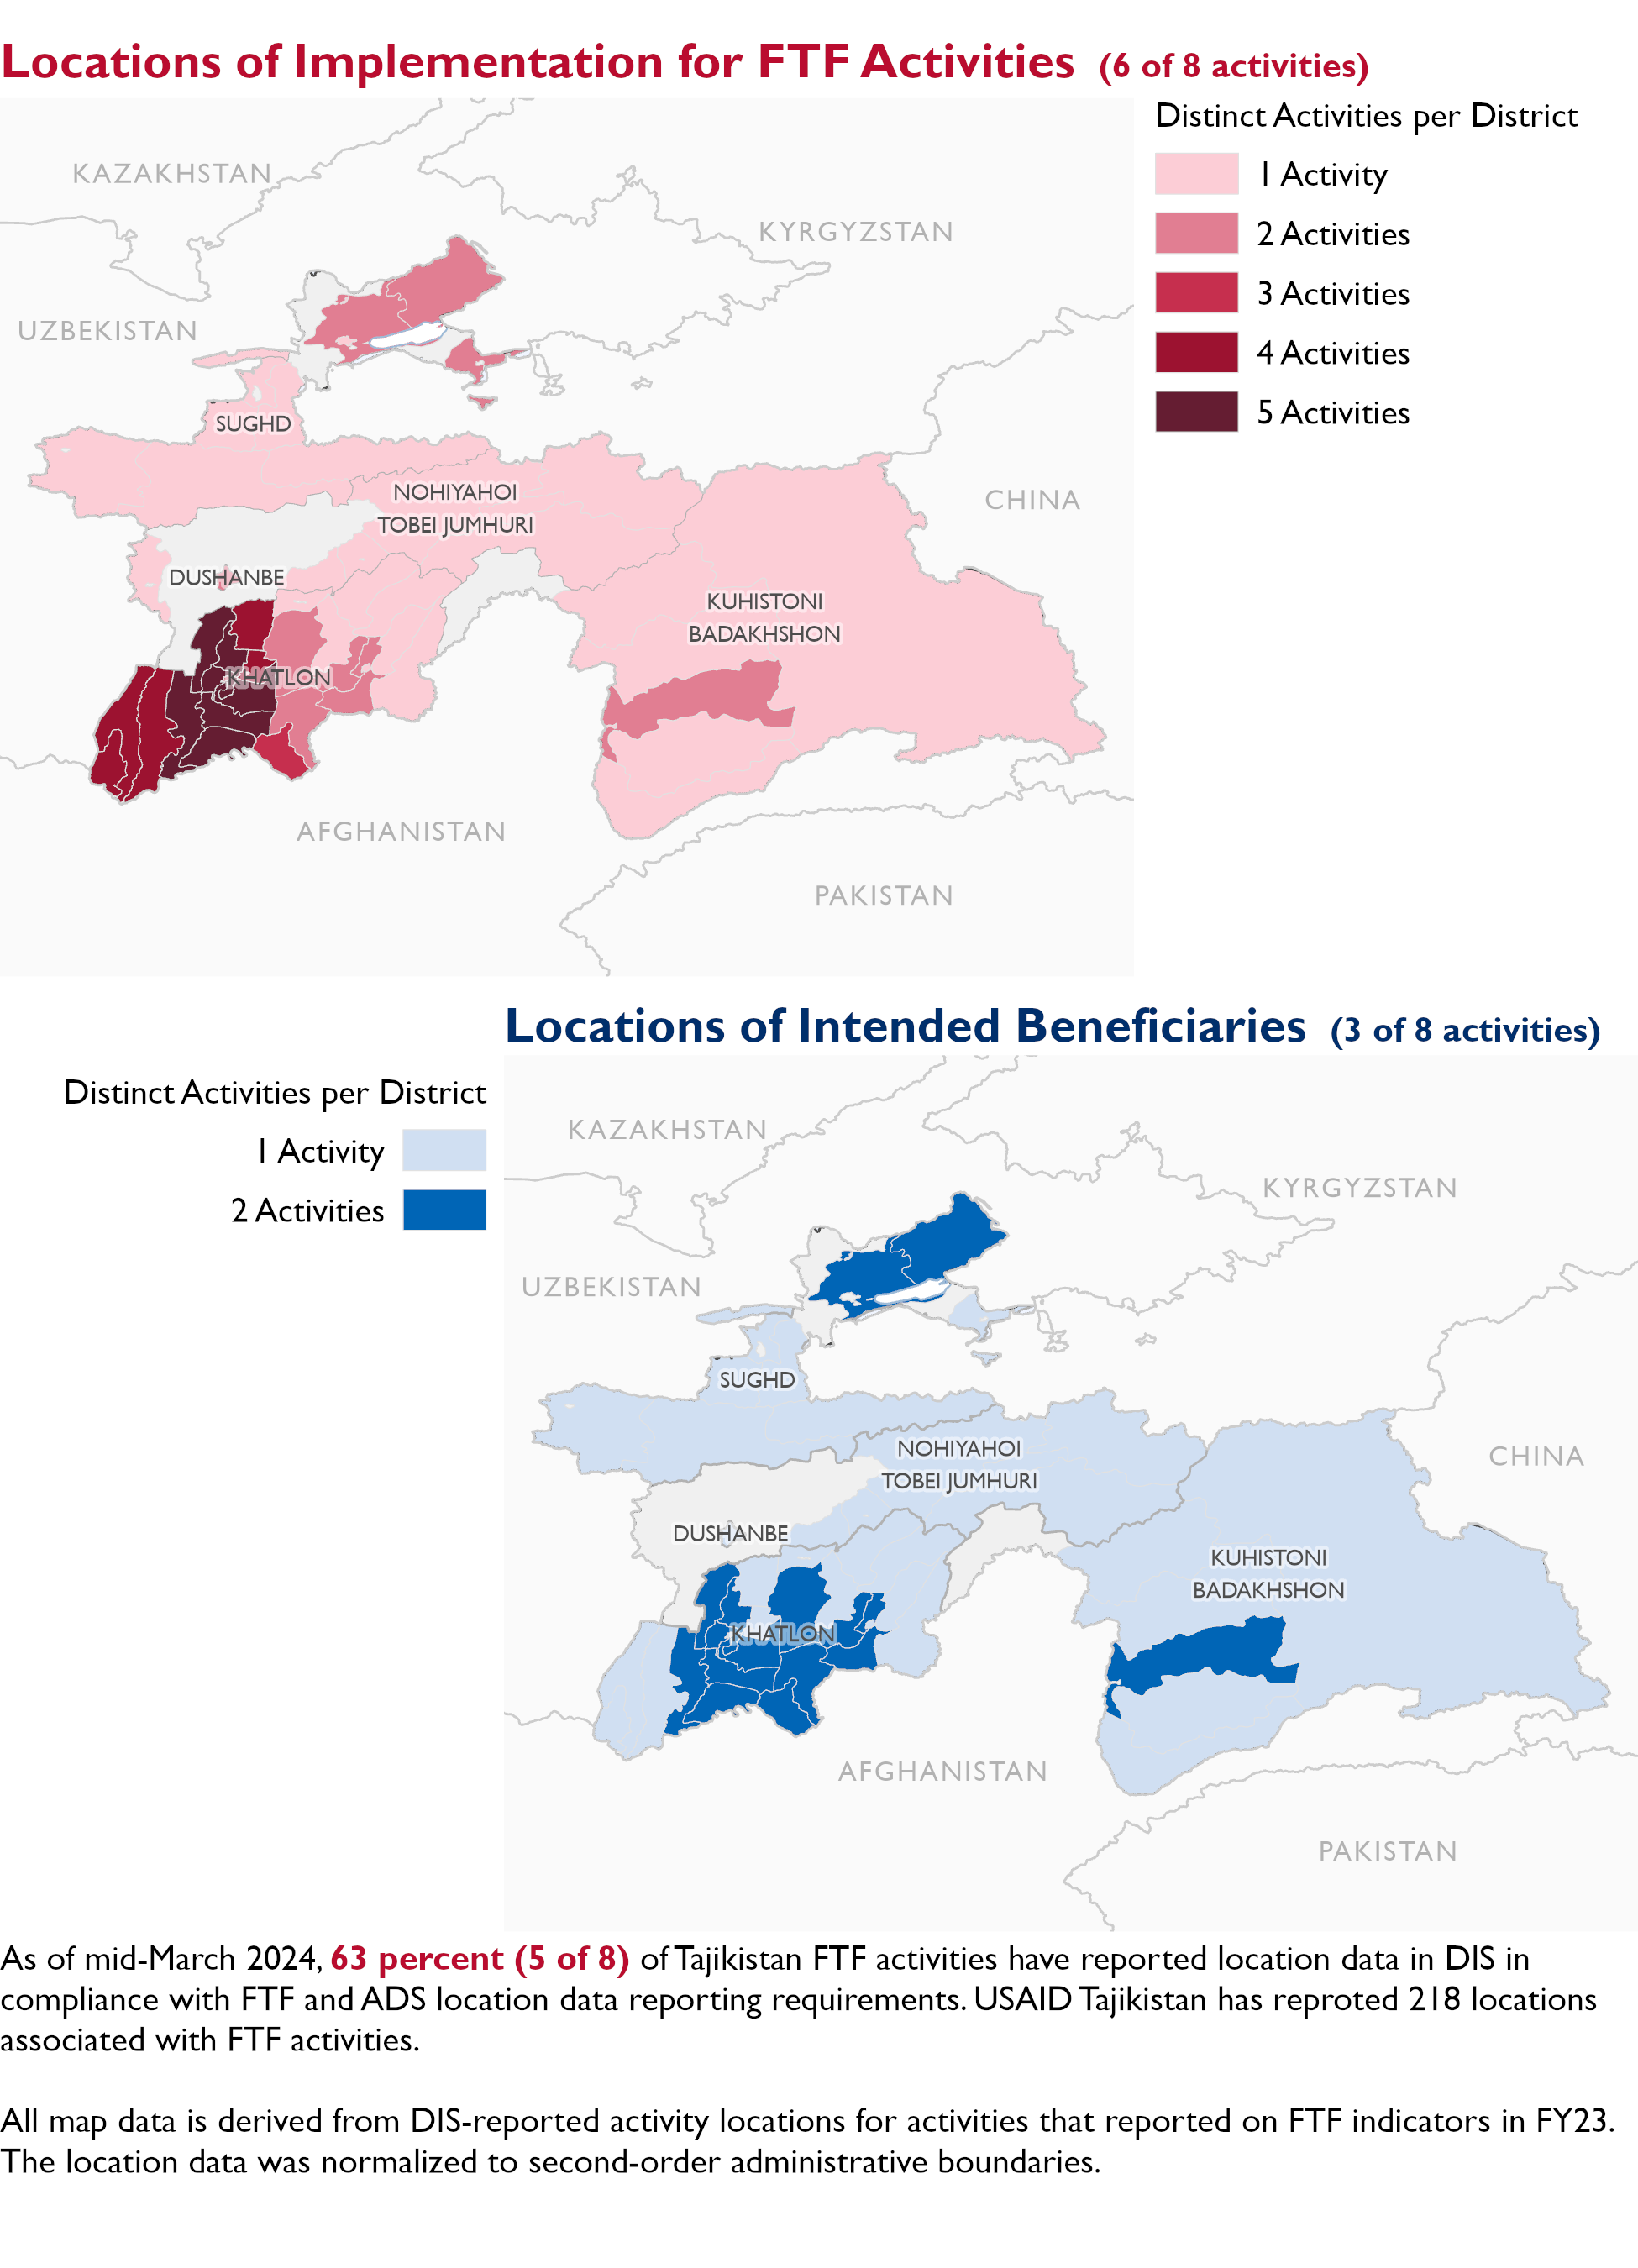 Locations of Implementation for FTF Activities (6 of 8 activities)
Distinct Activities per District
1 Activity
2 Activities
3 Activities
4 Activities
5 Activities
KAZAKHSTAN
KYRGYZSTAN
UZBEKISTAN
SUGHD
NOHIYAHOI
TOBEI JUMHURI
CHINA
DUSHANBE
KUHISTONI
BADAKHSHON
KHATLON
AFGHANISTAN
PAKISTAN
Locations of Intended Beneficiaries (3 of 8 activities)
Distinct Activities per District
1 Activity
2 Activities
KAZAKHSTAN
KYRGYZSTAN
UZBEKISTAN
SUGHD
NOHIYAHOI
TOBEI JUMHURI
CHINA
DUSHANBE
KUHISTONI
BADAKHSHON
KHATLON
AFGHANISTAN
PAKISTAN
As of mid-March 2024, 63 percent (5 of 8) of Tajikistan FTF activities have reported location data in DIS in
compliance with FTF and ADS location data reporting requirements. USAID Tajikistan has reproted 218 locations
associated with FTF activities.
All map data is derived from DIS-reported activity locations for activities that reported on FTF indicators in FY23.
The location data was normalized to second-order administrative boundaries.